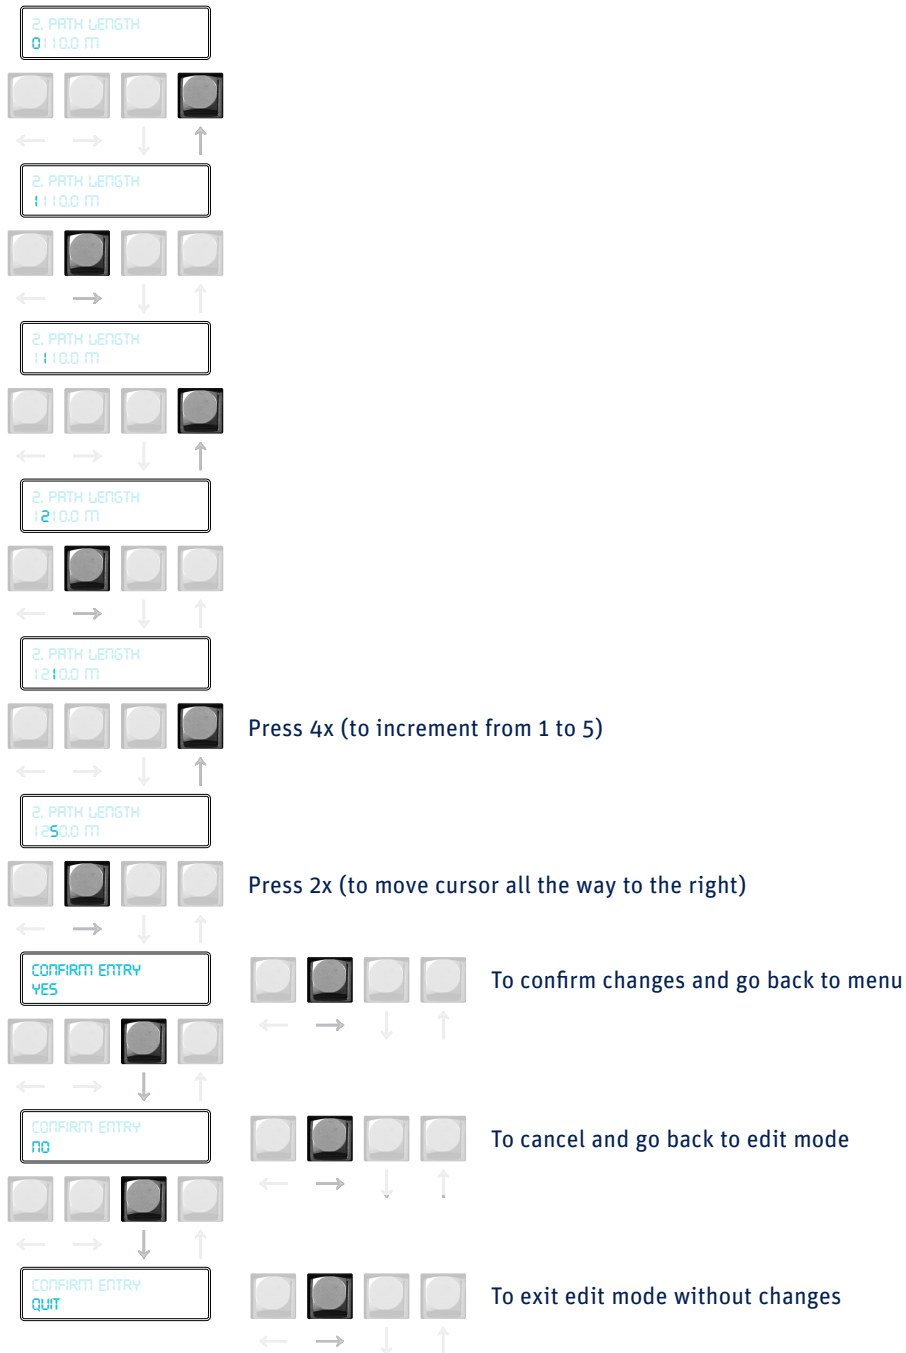 2. PATH LENGTH
0110.0 m
2. PATH LENGTH
1110.0 m
2. PATH LENGTH
1110.0 m
2. PATH LENGTH
1210.0 m
2. PATH LENGTH
1210.0 m
Press 4x (to increment from 1 to 5)
2. PATH LENGTH
1250.0 m
Press 2x (to move cursor all the way to the right)
CONFIRM ENTRY
YES
To confirm changes and go back to menu
CONFIRM ENTRY
NO
To cancel and go back to edit mode
CONFIRM ENTRY
QUIT
To exit edit mode without changes